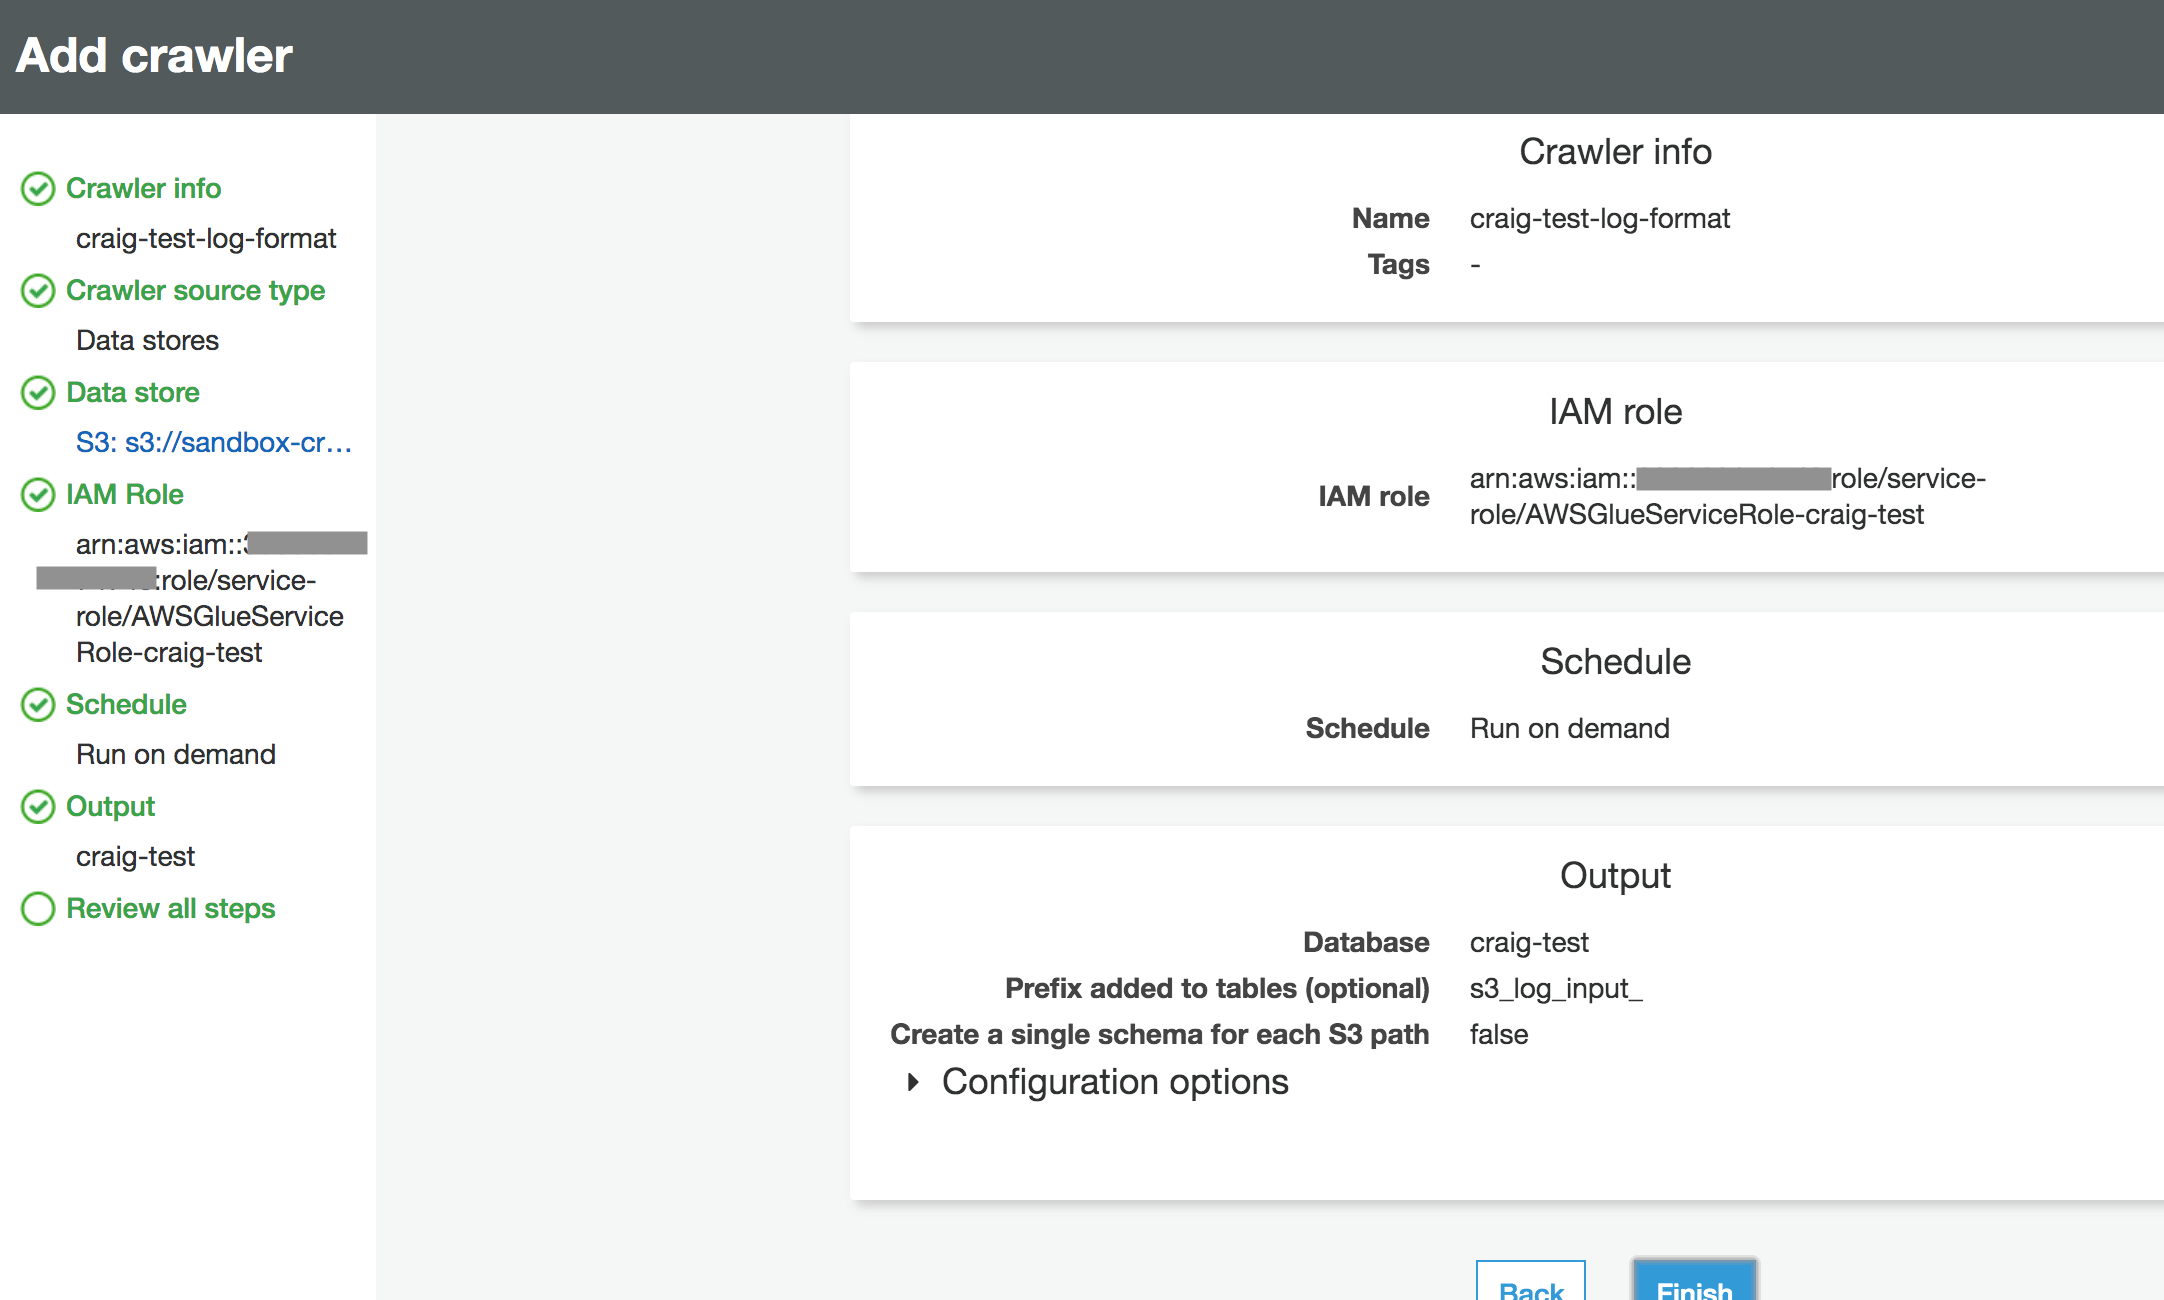 Add crawler
Crawler info
craig-test-log-format
Crawler source type
Data stores
Data store
S3: s3://sandbox-cr...
IAM Role
arn:aws:iam::
:role/service-
role/AWSGlueService
Role-craig-test
Schedule
Run on demand
Output
craig-test
Review all steps
Crawler info
Name craig-test-log-format
Tags -
IAM role
IAM role arn:aws:iam::role/service-
role/AWSGlueServiceRole-craig-test
Schedule
Schedule Run on demand
Output
Database craig-test
Prefix added to tables (optional) s3_log_input_
Create a single schema for each S3 path false
Configuration options
Back Finish